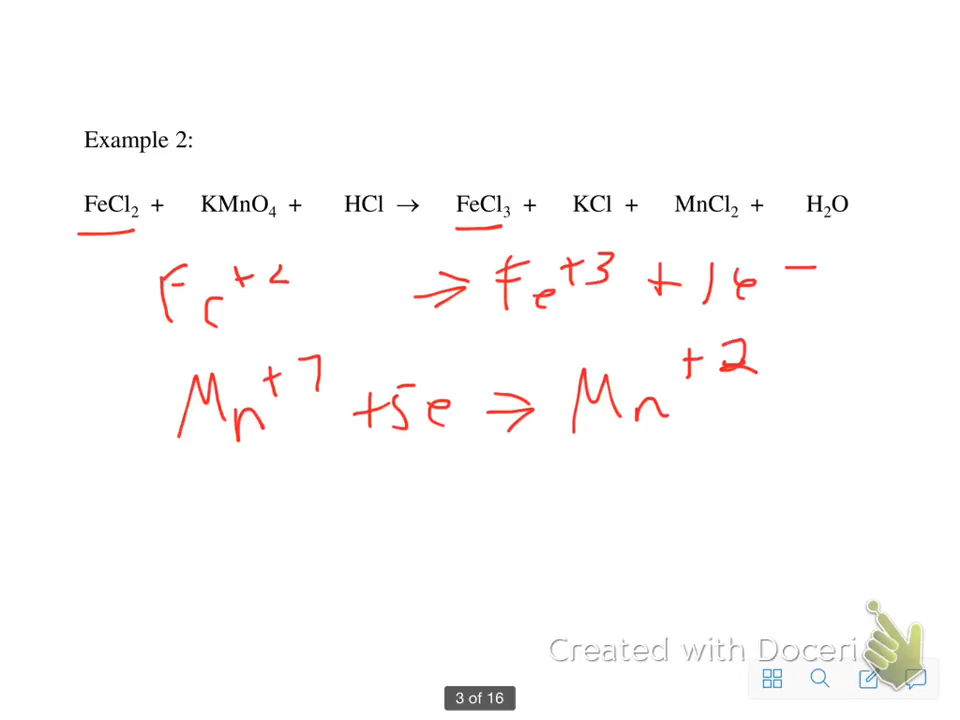 Example 2:
FeCl₂ + KMnO₄ + HCl → FeCl₃ + KCl + MnCl₂ + H₂O
Fe⁺² ⇒ Fe⁺³ + 1e⁻
Mn⁺⁷ +5e ⇒ Mn⁺²
Created with Doceri
3 of 16